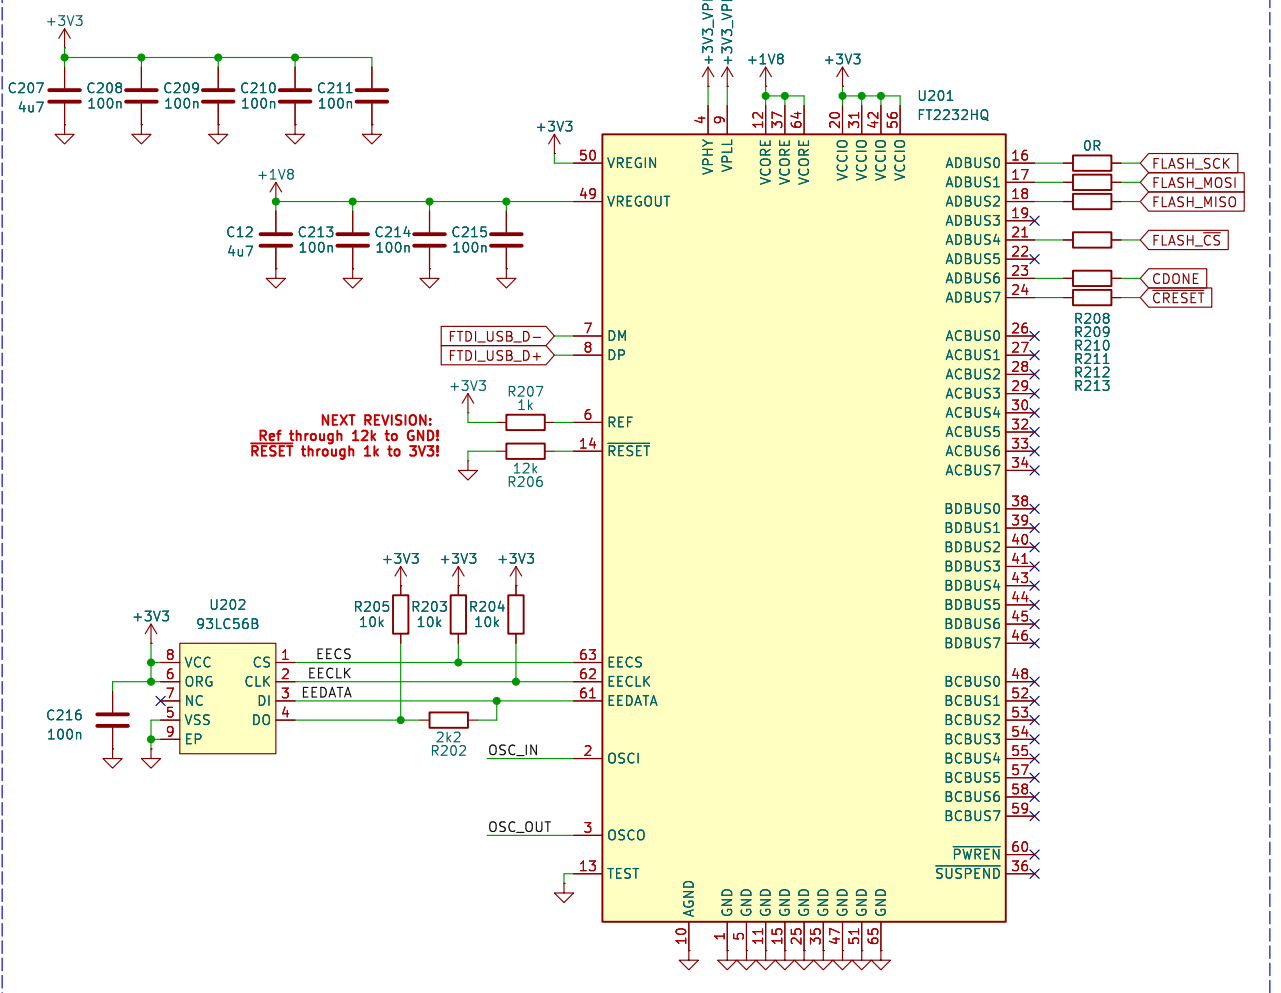 +3V3
C207
4u7
C208
100n
C209
100n
C210
100n
C211
100n
+1V8
C12
4u7
C213
100n
C214
100n
C215
100n
+3V3
+3V3_VP
+3V3_VP
+1V8
+3V3
U201
FT2232HQ
4
9
12
37
64
20
31
42
56
VPHY
VPLL
VCORE
VCORE
VCORE
VCCIO
VCCIO
VCCIO
VCCIO
50 VREGIN
49 VREGOUT
FTDI_USB_D- 7 DM
FTDI_USB_D+ 8 DP
+3V3
R207
1k
6 REF
14 RESET
12k
R206
NEXT REVISION:
Ref through 12k to GND!
RESET through 1k to 3V3!
+3V3
R205
10k
+3V3
R203
10k
+3V3
R204
10k
U202
93LC56B
+3V3
8 VCC
6 ORG
7 NC
5 VSS
9 EP
CS 1
CLK 2
DI 3
DO 4
C216
100n
EECS
EECLK
EEDATA
2k2
R202
63 EECS
62 EECLK
61 EEDATA
OSC_IN 2 OSCI
OSC_OUT 3 OSCO
13 TEST
0R
ADBUS0 16 FLASH_SCK
ADBUS1 17 FLASH_MOSI
ADBUS2 18 FLASH_MISO
ADBUS3 19
ADBUS4 21 FLASH_CS
ADBUS5 22
ADBUS6 23 CDONE
ADBUS7 24 CRESET
R208
R209
R210
R211
R212
R213
ACBUS0 26
ACBUS1 27
ACBUS2 28
ACBUS3 29
ACBUS4 30
ACBUS5 32
ACBUS6 33
ACBUS7 34
BDBUS0 38
BDBUS1 39
BDBUS2 40
BDBUS3 41
BDBUS4 43
BDBUS5 44
BDBUS6 45
BDBUS7 46
BCBUS0 48
BCBUS1 52
BCBUS2 53
BCBUS3 54
BCBUS4 55
BCBUS5 57
BCBUS6 58
BCBUS7 59
PWREN 60
SUSPEND 36
AGND
GND
GND
GND
GND
GND
GND
GND
GND
GND
10
1
5
11
15
25
35
47
51
65